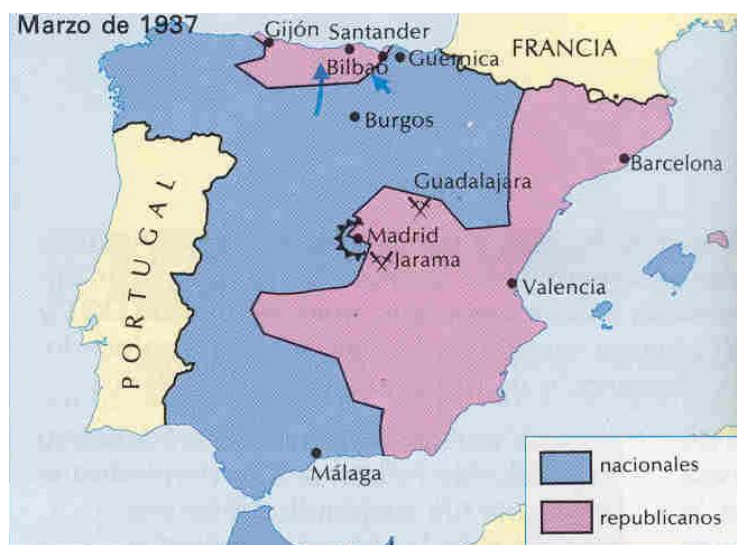 Marzo de 1937
Gijón
Santander
Bilbao
Guernica
FRANCIA
Burgos
Barcelona
Guadalajara
Madrid
Jarama
Valencia
PORTUGAL
Málaga
nacionales
republicanos